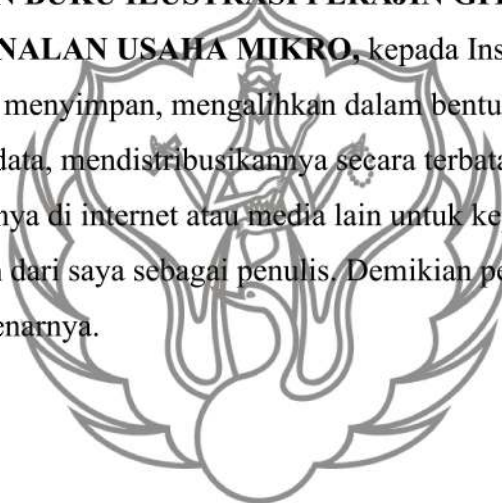 N BUKU ILUSTRASI PERAJIN GI
NALAN USAHA MIKRO, kepada Ins
menyimpan, mengalihkan dalam bentu
data, mendistribusikannya secara terbata
nya di internet atau media lain untuk ke
n dari saya sebagai penulis. Demikian pe
enarnya.